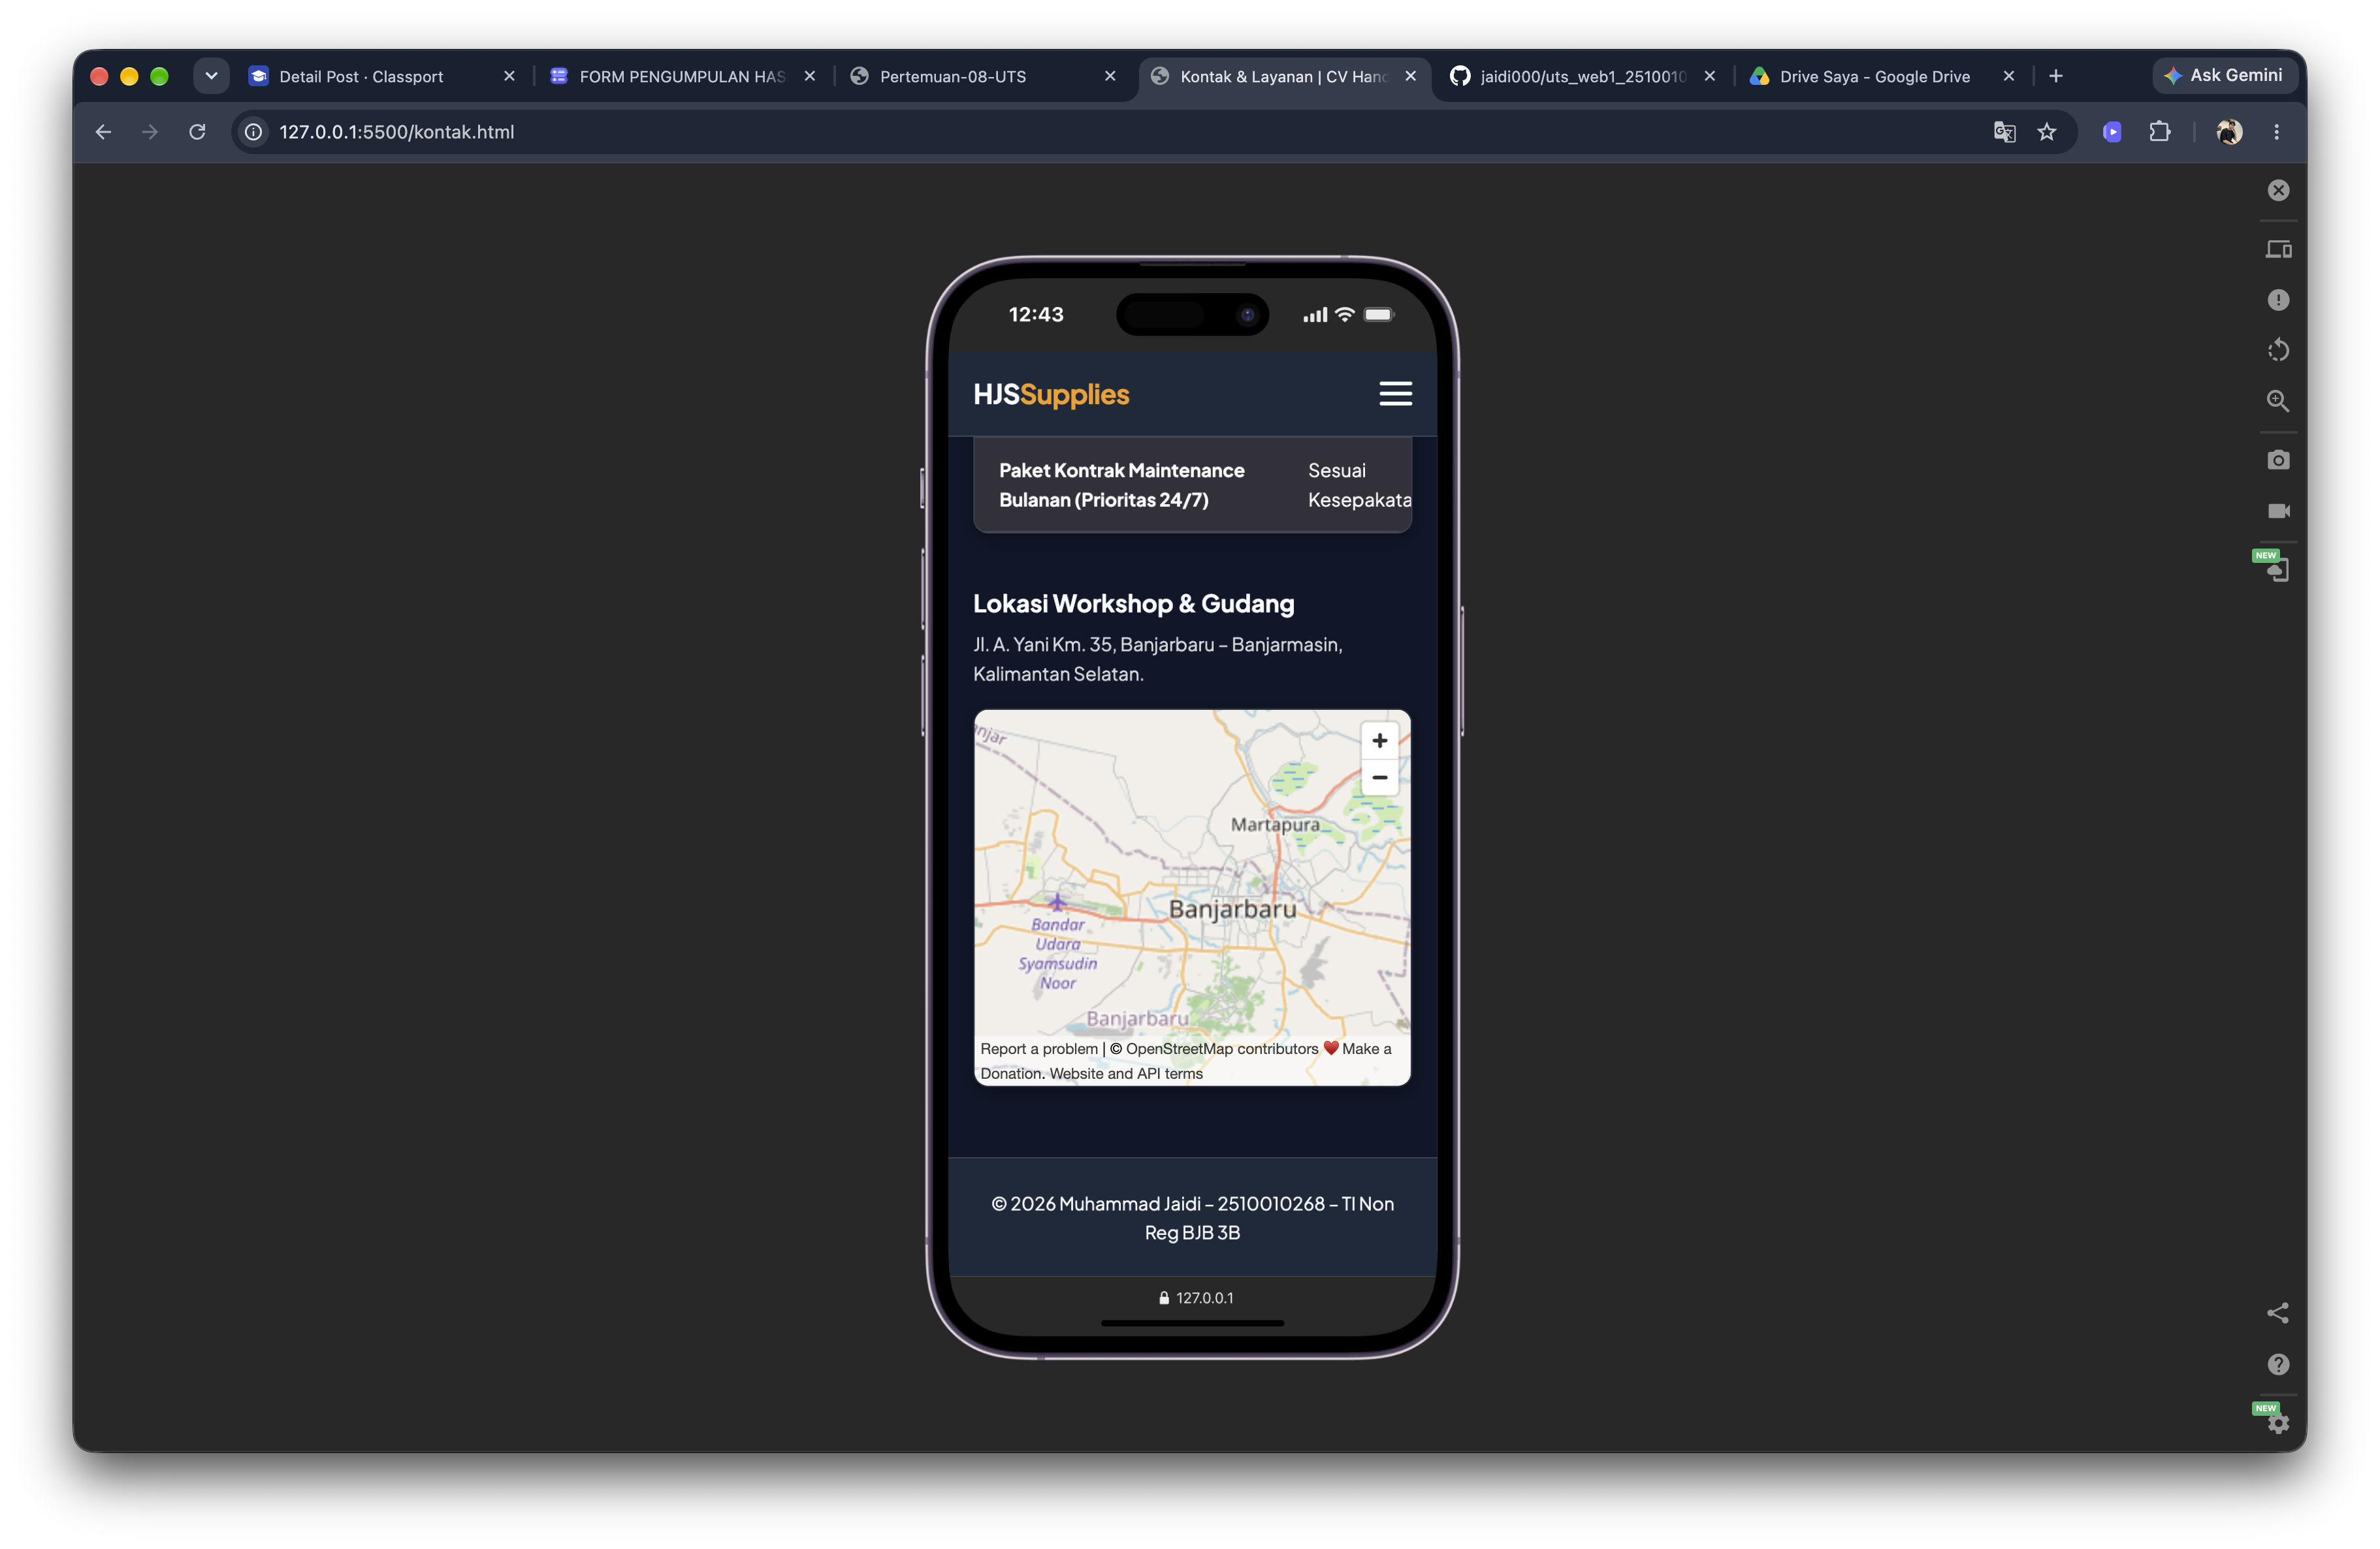 Detail Post · Classport
FORM PENGUMPULAN HAS
Pertemuan-08-UTS
Kontak & Layanan | CV Hand
jaidi000/uts_web1_2510010
Drive Saya - Google Drive
Ask Gemini
127.0.0.1:5500/kontak.html
12:43
HJSSupplies
Paket Kontrak Maintenance
Bulanan (Prioritas 24/7)
Sesuai
Kesepakata
Lokasi Workshop & Gudang
Jl. A. Yani Km. 35, Banjarbaru – Banjarmasin,
Kalimantan Selatan.
njar
+
−
Martapura
Banjarbaru
Bandar
Udara
Syamsudin
Noor
Banjarbaru
Report a problem | © OpenStreetMap contributors ♥ Make a
Donation. Website and API terms
© 2026 Muhammad Jaidi – 2510010268 – TI Non
Reg BJB 3B
127.0.0.1
NEW
NEW